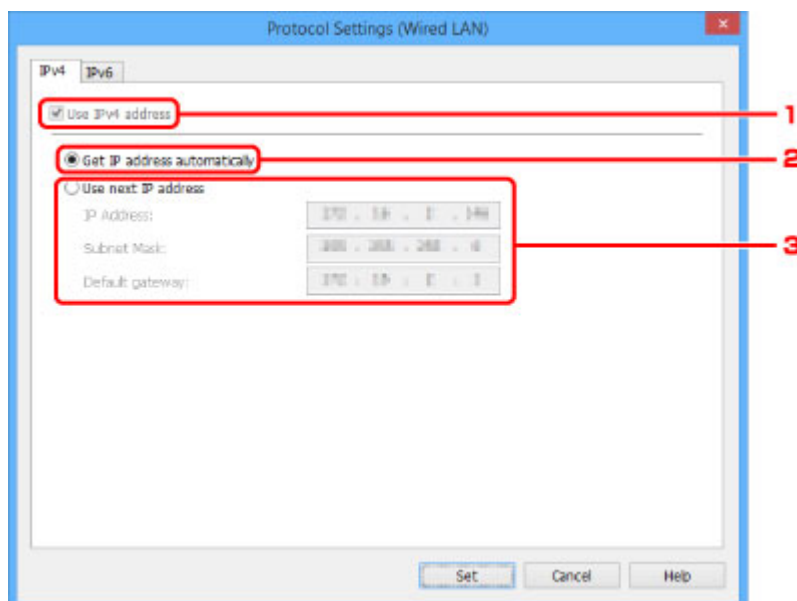 Protocol Settings (Wired LAN)
IPv4 IPv6
Use IPv4 address 1
Get IP address automatically 2
Use next IP address
IP Address:
Subnet Mask: 3
Default gateway:
Set Cancel Help